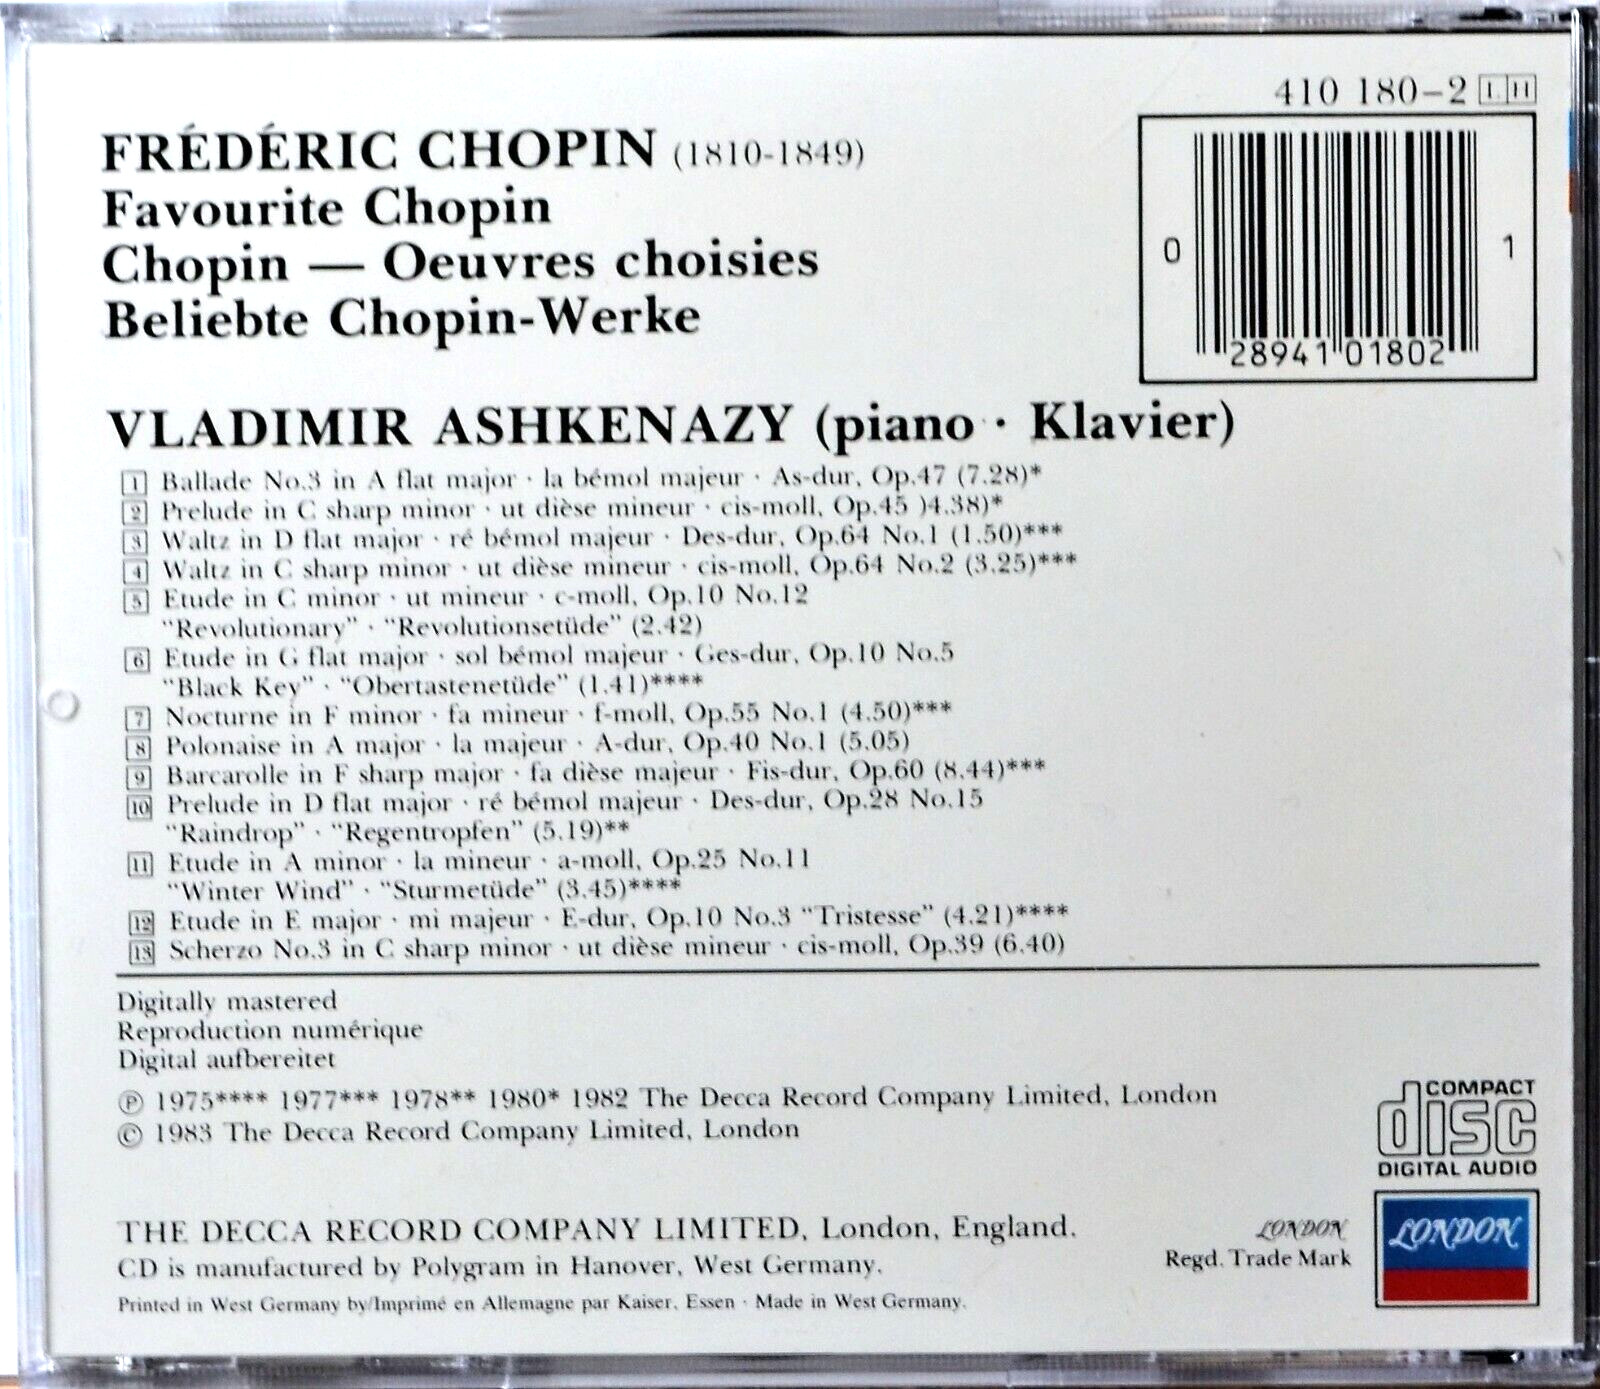 410 180-2 LH
FRÉDÉRIC CHOPIN (1810-1849)
Favourite Chopin
Chopin — Oeuvres choisies
Beliebte Chopin-Werke
0 28941 01802 1
VLADIMIR ASHKENAZY (piano · Klavier)
1 Ballade No.3 in A flat major · la bémol majeur · As-dur, Op.47 (7.28)*
2 Prelude in C sharp minor · ut dièse mineur · cis-moll, Op.45 )4.38)*
3 Waltz in D flat major · ré bémol majeur · Des-dur, Op.64 No.1 (1.50)***
4 Waltz in C sharp minor · ut dièse mineur · cis-moll, Op.64 No.2 (3.25)***
5 Etude in C minor · ut mineur · c-moll, Op.10 No.12
"Revolutionary" · "Revolutionsetüde" (2.42)
6 Etude in G flat major · sol bémol majeur · Ges-dur, Op.10 No.5
"Black Key" · "Obertastenetüde" (1.41)****
7 Nocturne in F minor · fa mineur · f-moll, Op.55 No.1 (4.50)***
8 Polonaise in A major · la majeur · A-dur, Op.40 No.1 (5.05)
9 Barcarolle in F sharp major · fa dièse majeur · Fis-dur, Op.60 (8.44)***
10 Prelude in D flat major · ré bémol majeur · Des-dur, Op.28 No.15
"Raindrop" · "Regentropfen" (5.19)**
11 Etude in A minor · la mineur · a-moll, Op.25 No.11
"Winter Wind" · "Sturmetüde" (3.45)****
12 Etude in E major · mi majeur · E-dur, Op.10 No.3 "Tristesse" (4.21)****
13 Scherzo No.3 in C sharp minor · ut dièse mineur · cis-moll, Op.39 (6.40)
Digitally mastered
Reproduction numérique
Digital aufbereitet
℗ 1975**** 1977*** 1978** 1980* 1982 The Decca Record Company Limited, London
© 1983 The Decca Record Company Limited, London
COMPACT
disc
DIGITAL AUDIO
THE DECCA RECORD COMPANY LIMITED, London, England.
CD is manufactured by Polygram in Hanover, West Germany.
Printed in West Germany by/Imprimé en Allemagne par Kaiser, Essen · Made in West Germany.
LONDON
Regd. Trade Mark
LONDON